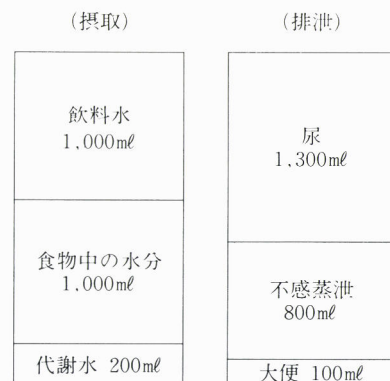 (摂取)
飲料水
1,000mℓ
食物中の水分
1,000mℓ
代謝水 200mℓ
(排泄)
尿
1,300mℓ
不感蒸泄
800mℓ
大便 100mℓ